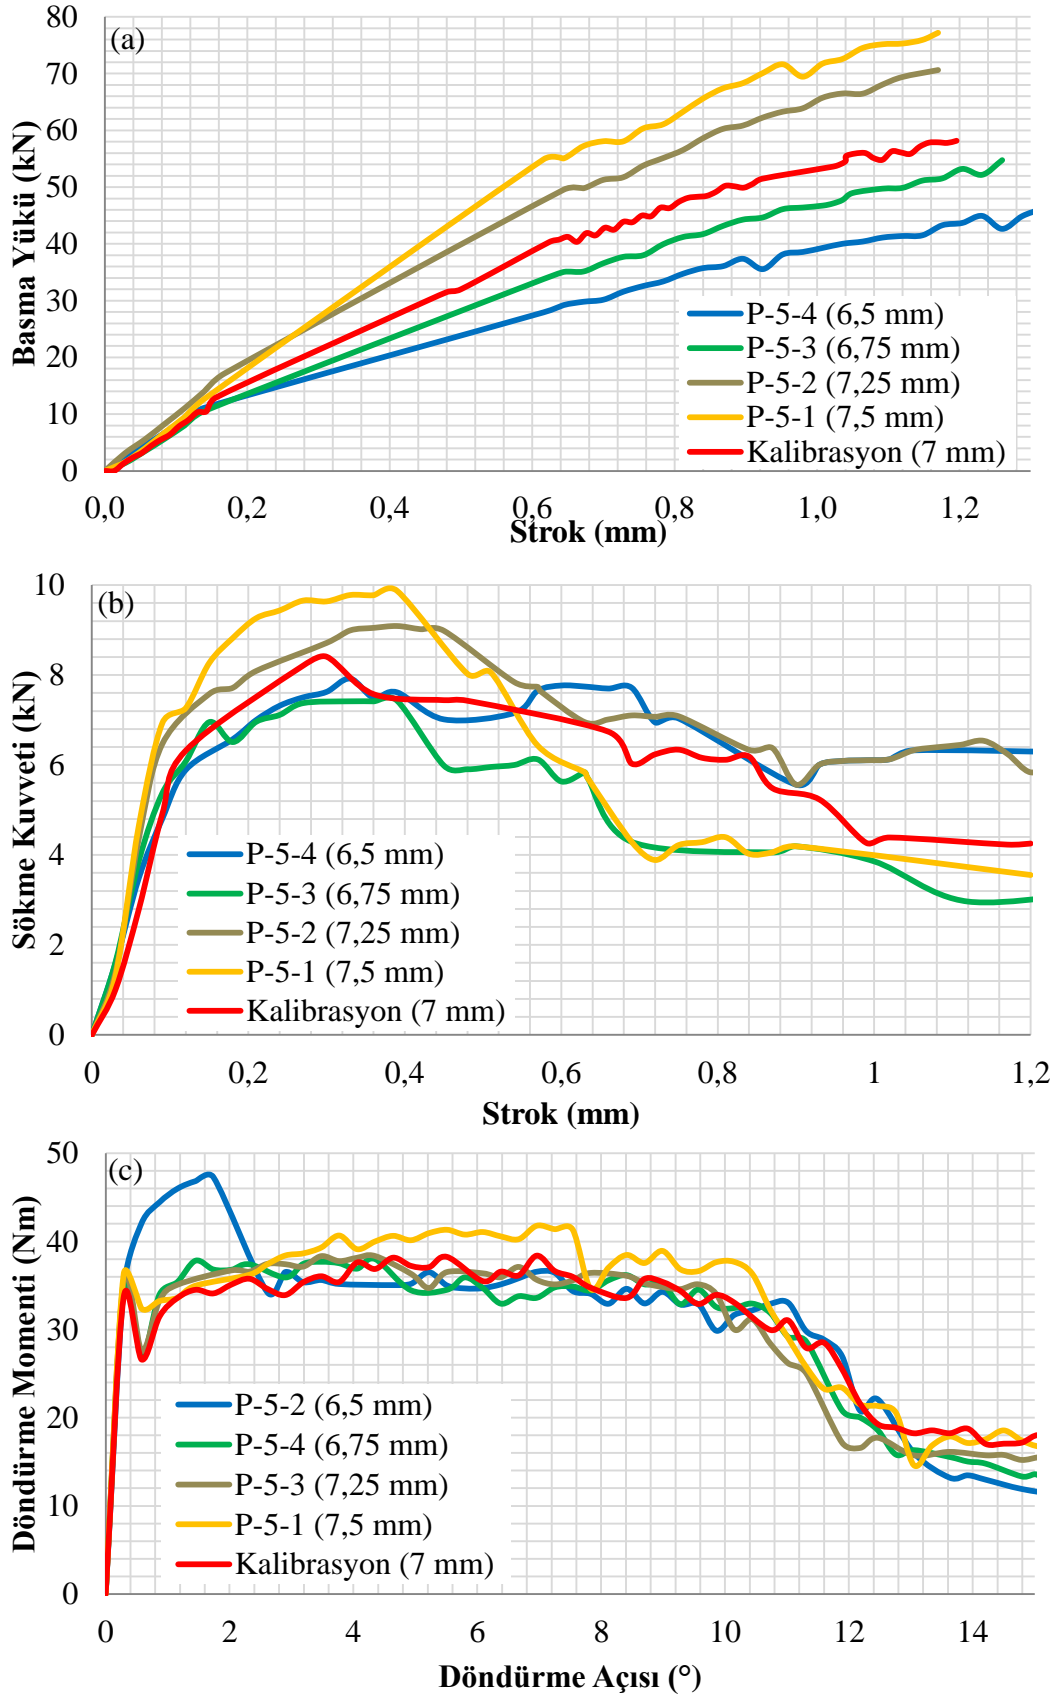 (a)
Basma Yükü (kN)
80
70
60
50
40
30
20
10
0
P-5-4 (6,5 mm)
P-5-3 (6,75 mm)
P-5-2 (7,25 mm)
P-5-1 (7,5 mm)
Kalibrasyon (7 mm)
0,0 0,2 0,4 0,6 0,8 1,0 1,2
Strok (mm)
(b)
Sökme Kuvveti (kN)
10
8
6
4
2
0
P-5-4 (6,5 mm)
P-5-3 (6,75 mm)
P-5-2 (7,25 mm)
P-5-1 (7,5 mm)
Kalibrasyon (7 mm)
0 0,2 0,4 0,6 0,8 1 1,2
Strok (mm)
(c)
Döndürme Momenti (Nm)
50
40
30
20
10
0
P-5-2 (6,5 mm)
P-5-4 (6,75 mm)
P-5-3 (7,25 mm)
P-5-1 (7,5 mm)
Kalibrasyon (7 mm)
0 2 4 6 8 10 12 14
Döndürme Açısı (°)